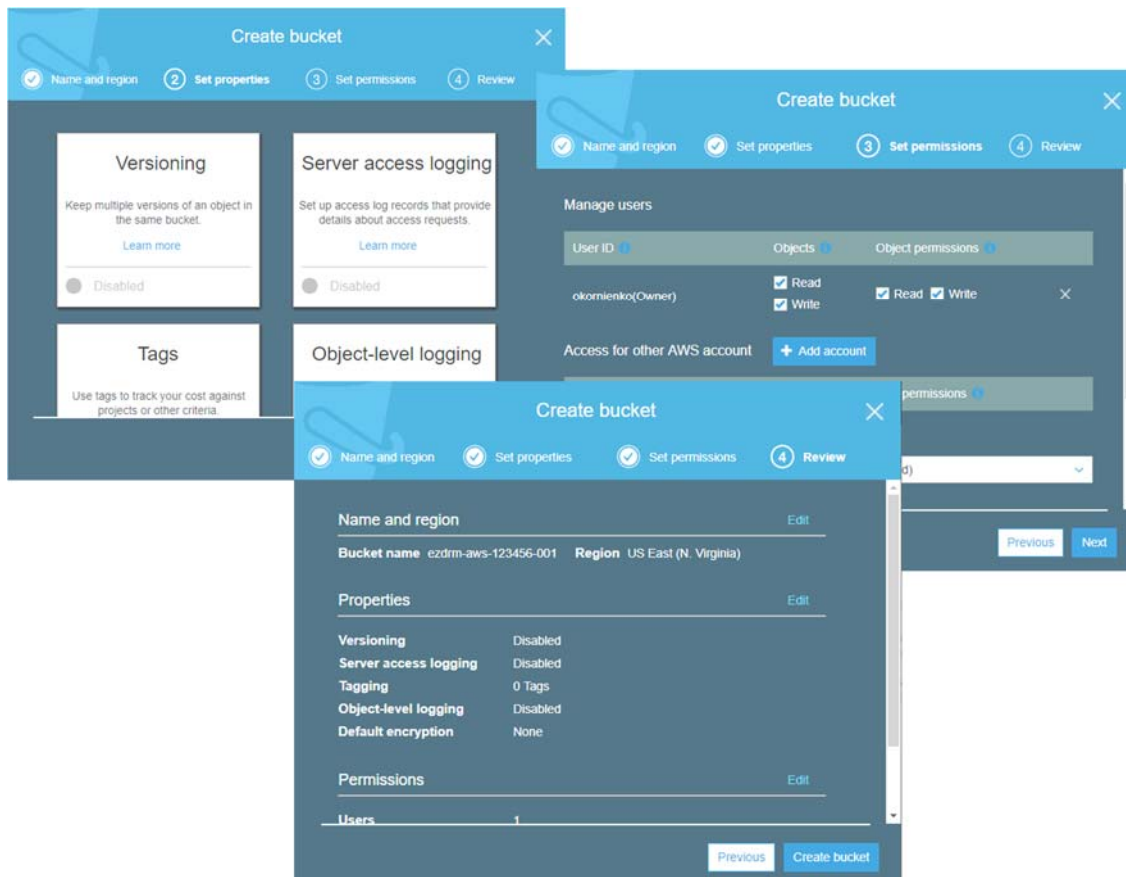 Create bucket
Name and region 2 Set properties 3 Set permissions 4 Review
Versioning
Keep multiple versions of an object in
the same bucket.
Learn more
Disabled
Server access logging
Set up access log records that provide
details about access requests.
Learn more
Disabled
Tags
Use tags to track your cost against
projects or other criteria.
Object-level logging
Create bucket
Name and region Set properties 3 Set permissions 4 Review
Manage users
User ID Objects Object permissions
okornienko(Owner) Read Read Write
Write
Access for other AWS account + Add account
permissions
d)
Previous Next
Create bucket
Name and region Set properties Set permissions 4 Review
Name and region Edit
Bucket name ezdrm-aws-123456-001 Region US East (N. Virginia)
Properties Edit
Versioning Disabled
Server access logging Disabled
Tagging 0 Tags
Object-level logging Disabled
Default encryption None
Permissions Edit
Users 1
Previous Create bucket